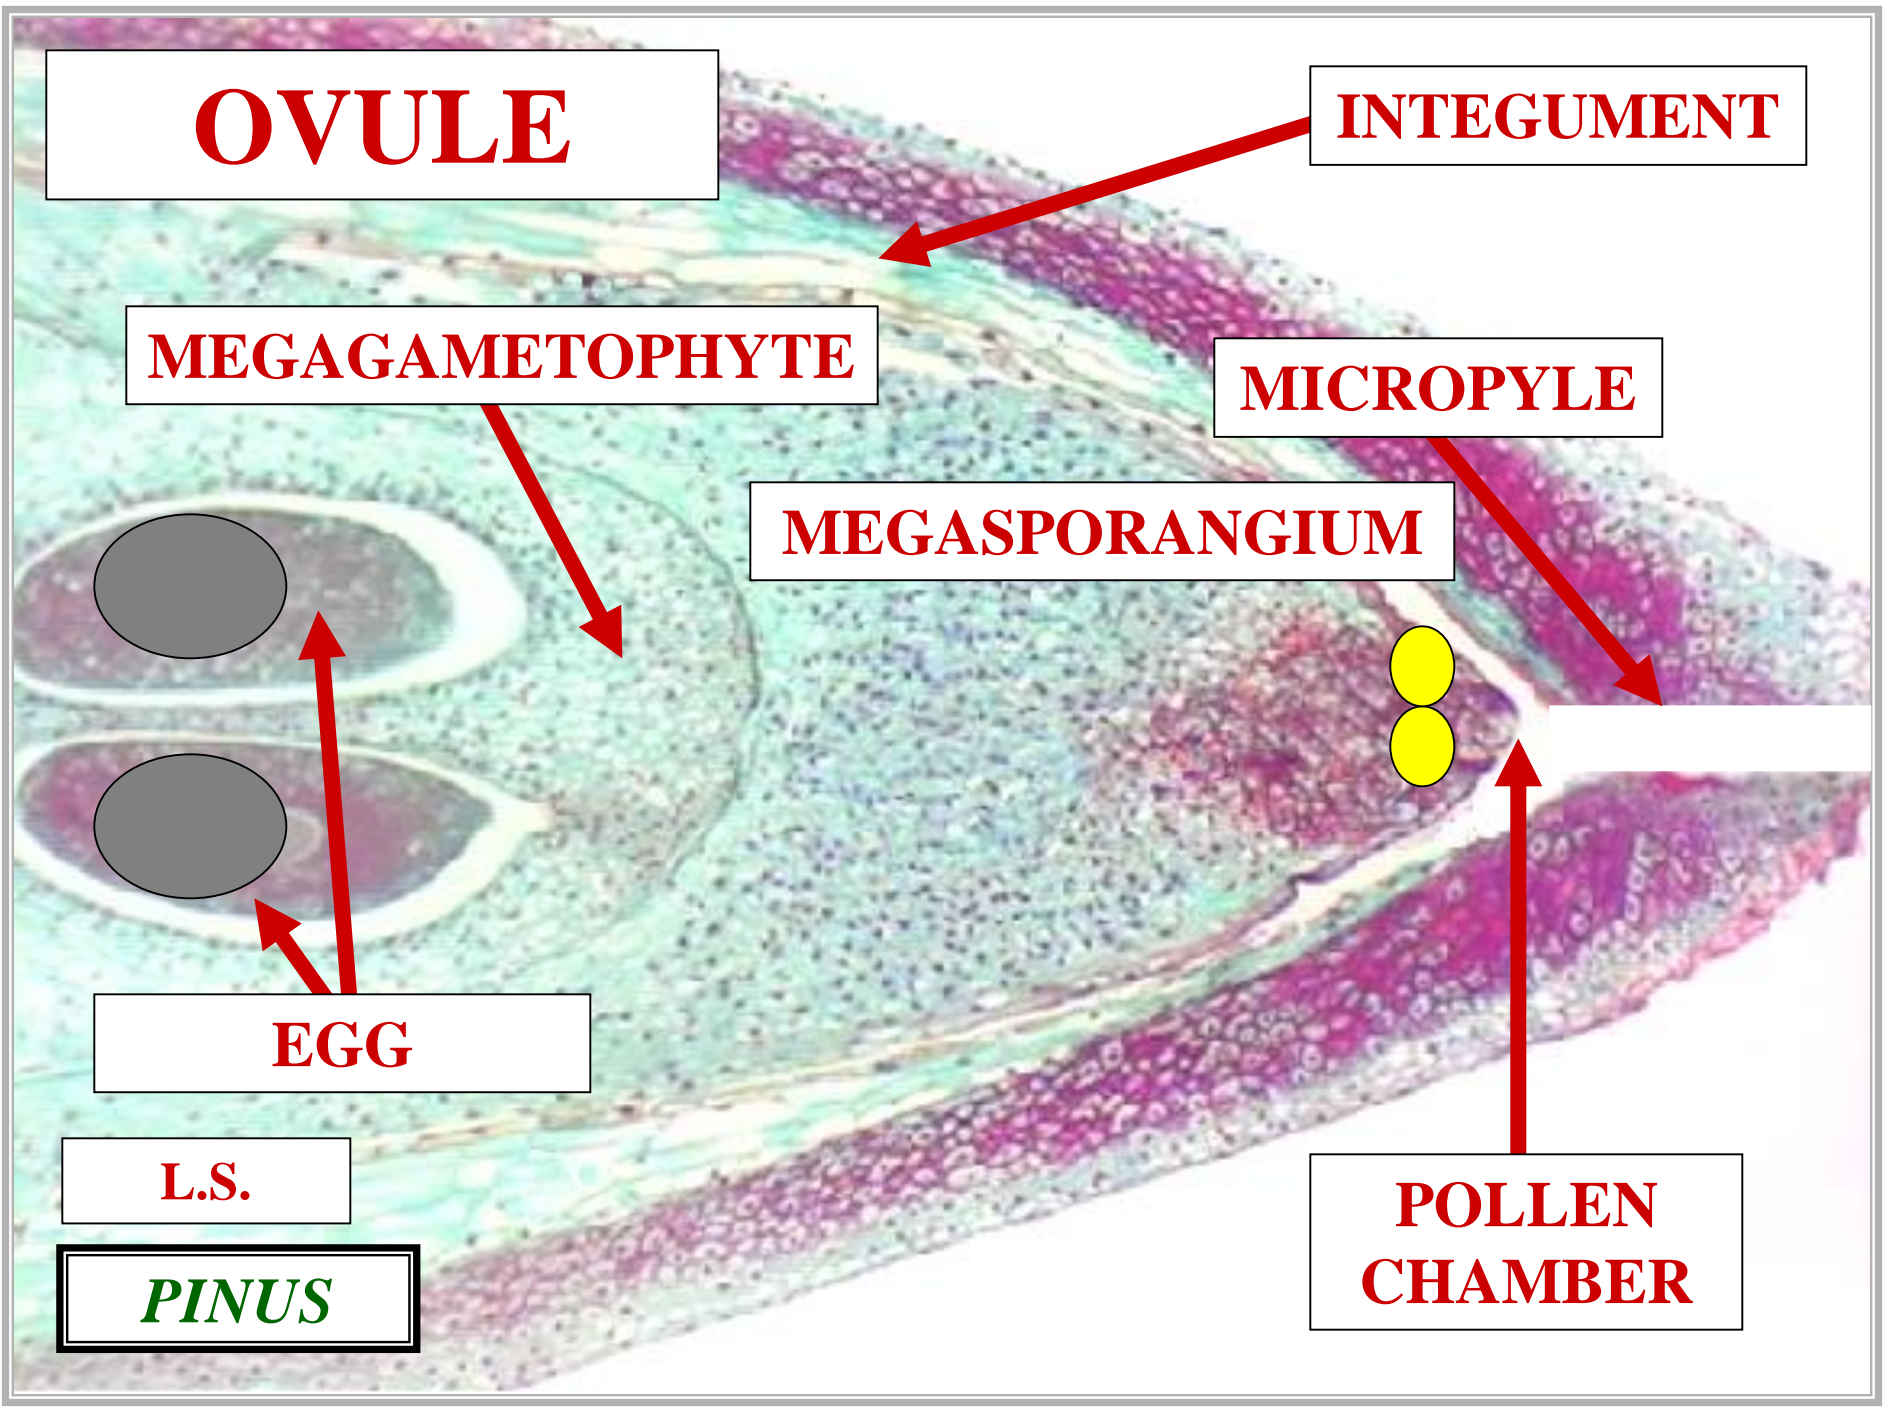 OVULE
INTEGUMENT
MEGAGAMETOPHYTE
MICROPYLE
MEGASPORANGIUM
EGG
L.S.
PINUS
POLLEN
CHAMBER